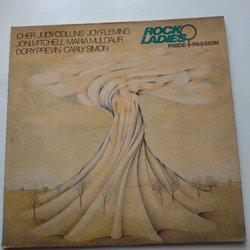 CHER·JUDY COLLINS·JOY FLEMING
JONI MITCHELL·MARIA MULDAUR
DORY PREVIN·CARLY SIMON
ROCK
LADIES
PRIDE+PASSION